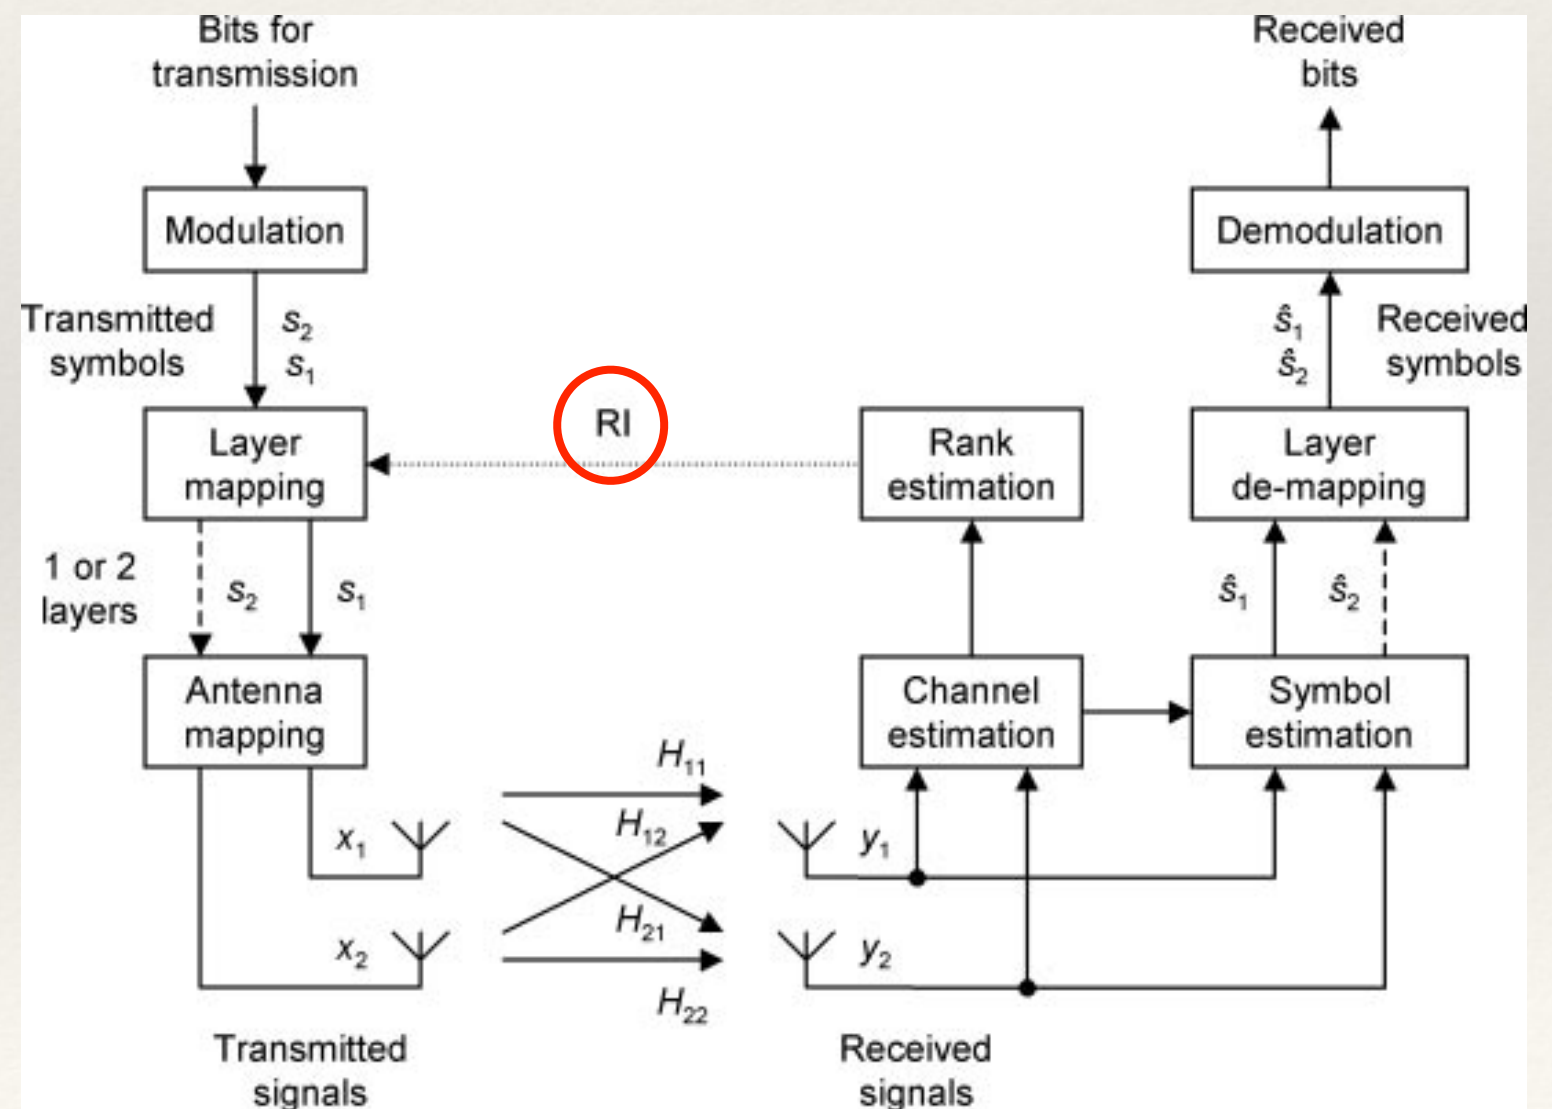 Bits for
transmission
Received
bits
Modulation
Demodulation
Transmitted
symbols
s₂
s₁
ŝ₁
ŝ₂
Received
symbols
RI
Layer
mapping
Rank
estimation
Layer
de-mapping
1 or 2
layers
s₂
s₁
ŝ₁
ŝ₂
Antenna
mapping
Channel
estimation
Symbol
estimation
H₁₁
x₁
H₁₂
y₁
H₂₁
x₂
y₂
H₂₂
Transmitted
signals
Received
signals